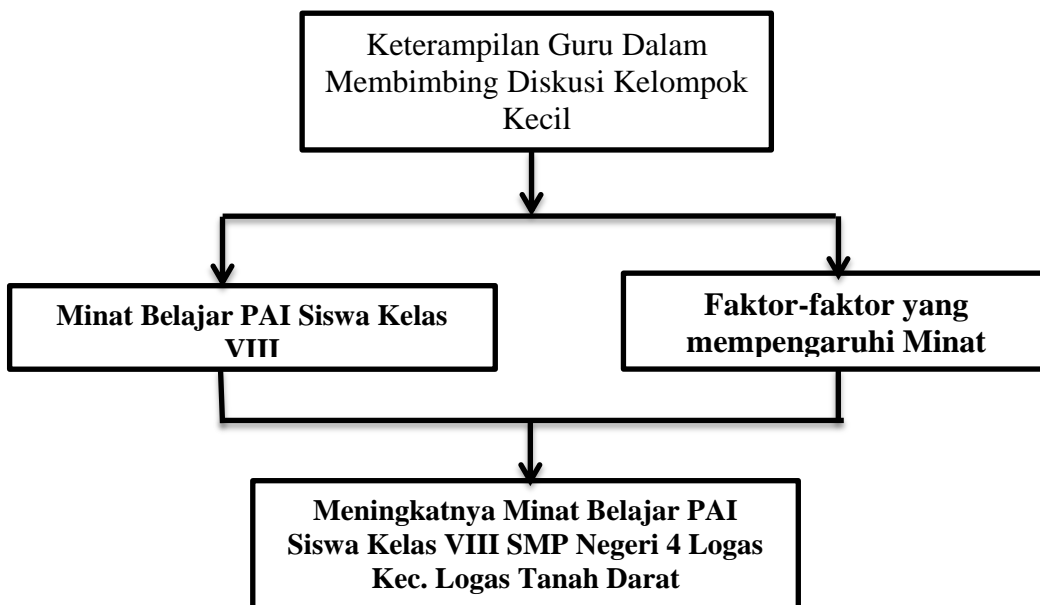 Keterampilan Guru Dalam
Membimbing Diskusi Kelompok
Kecil
Minat Belajar PAI Siswa Kelas
VIII
Faktor-faktor yang
mempengaruhi Minat
Meningkatnya Minat Belajar PAI
Siswa Kelas VIII SMP Negeri 4 Logas
Kec. Logas Tanah Darat